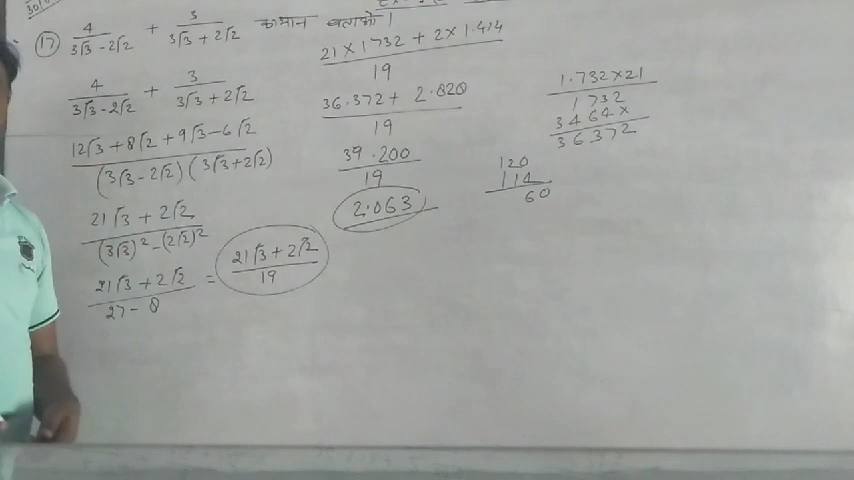 (17) 4/(3√3 - 2√2) + 3/(3√3 + 2√2) का मान बताओ।
4/(3√3 - 2√2) + 3/(3√3 + 2√2)
(12√3 + 8√2 + 9√3 - 6√2)/((3√3 - 2√2)(3√3 + 2√2))
(21√3 + 2√2)/((3√3)² - (2√2)²)
(21√3 + 2√2)/(27 - 8) = (21√3 + 2√2)/19
(21 × 1732 + 2 × 1.414)/19
(36.372 + 2.820)/19
39.200/19
2.063
1.732 × 21
1732
3464×
36372
120
114
60